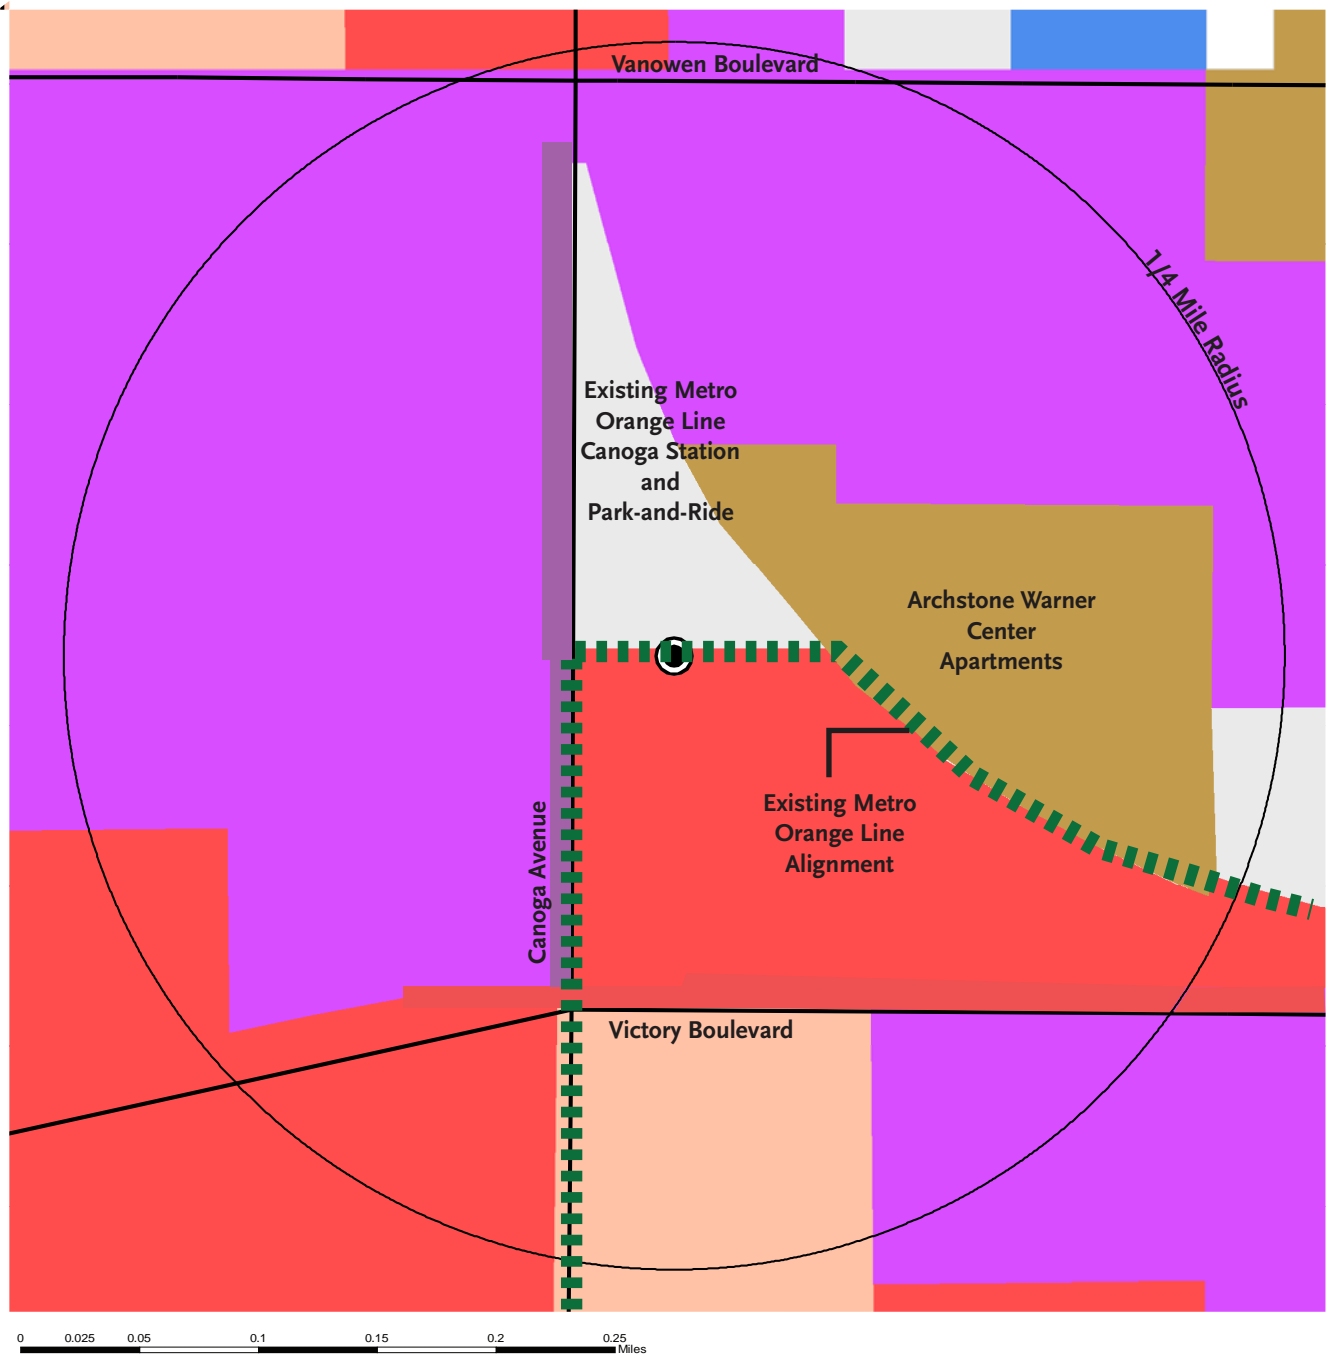 Vanowen Boulevard
1/4 Mile Radius
Existing Metro
Orange Line
Canoga Station
and
Park-and-Ride
Archstone Warner
Center
Apartments
Existing Metro
Orange Line
Alignment
Canoga Avenue
Victory Boulevard
0 0.025 0.05 0.1 0.15 0.2 0.25
Miles